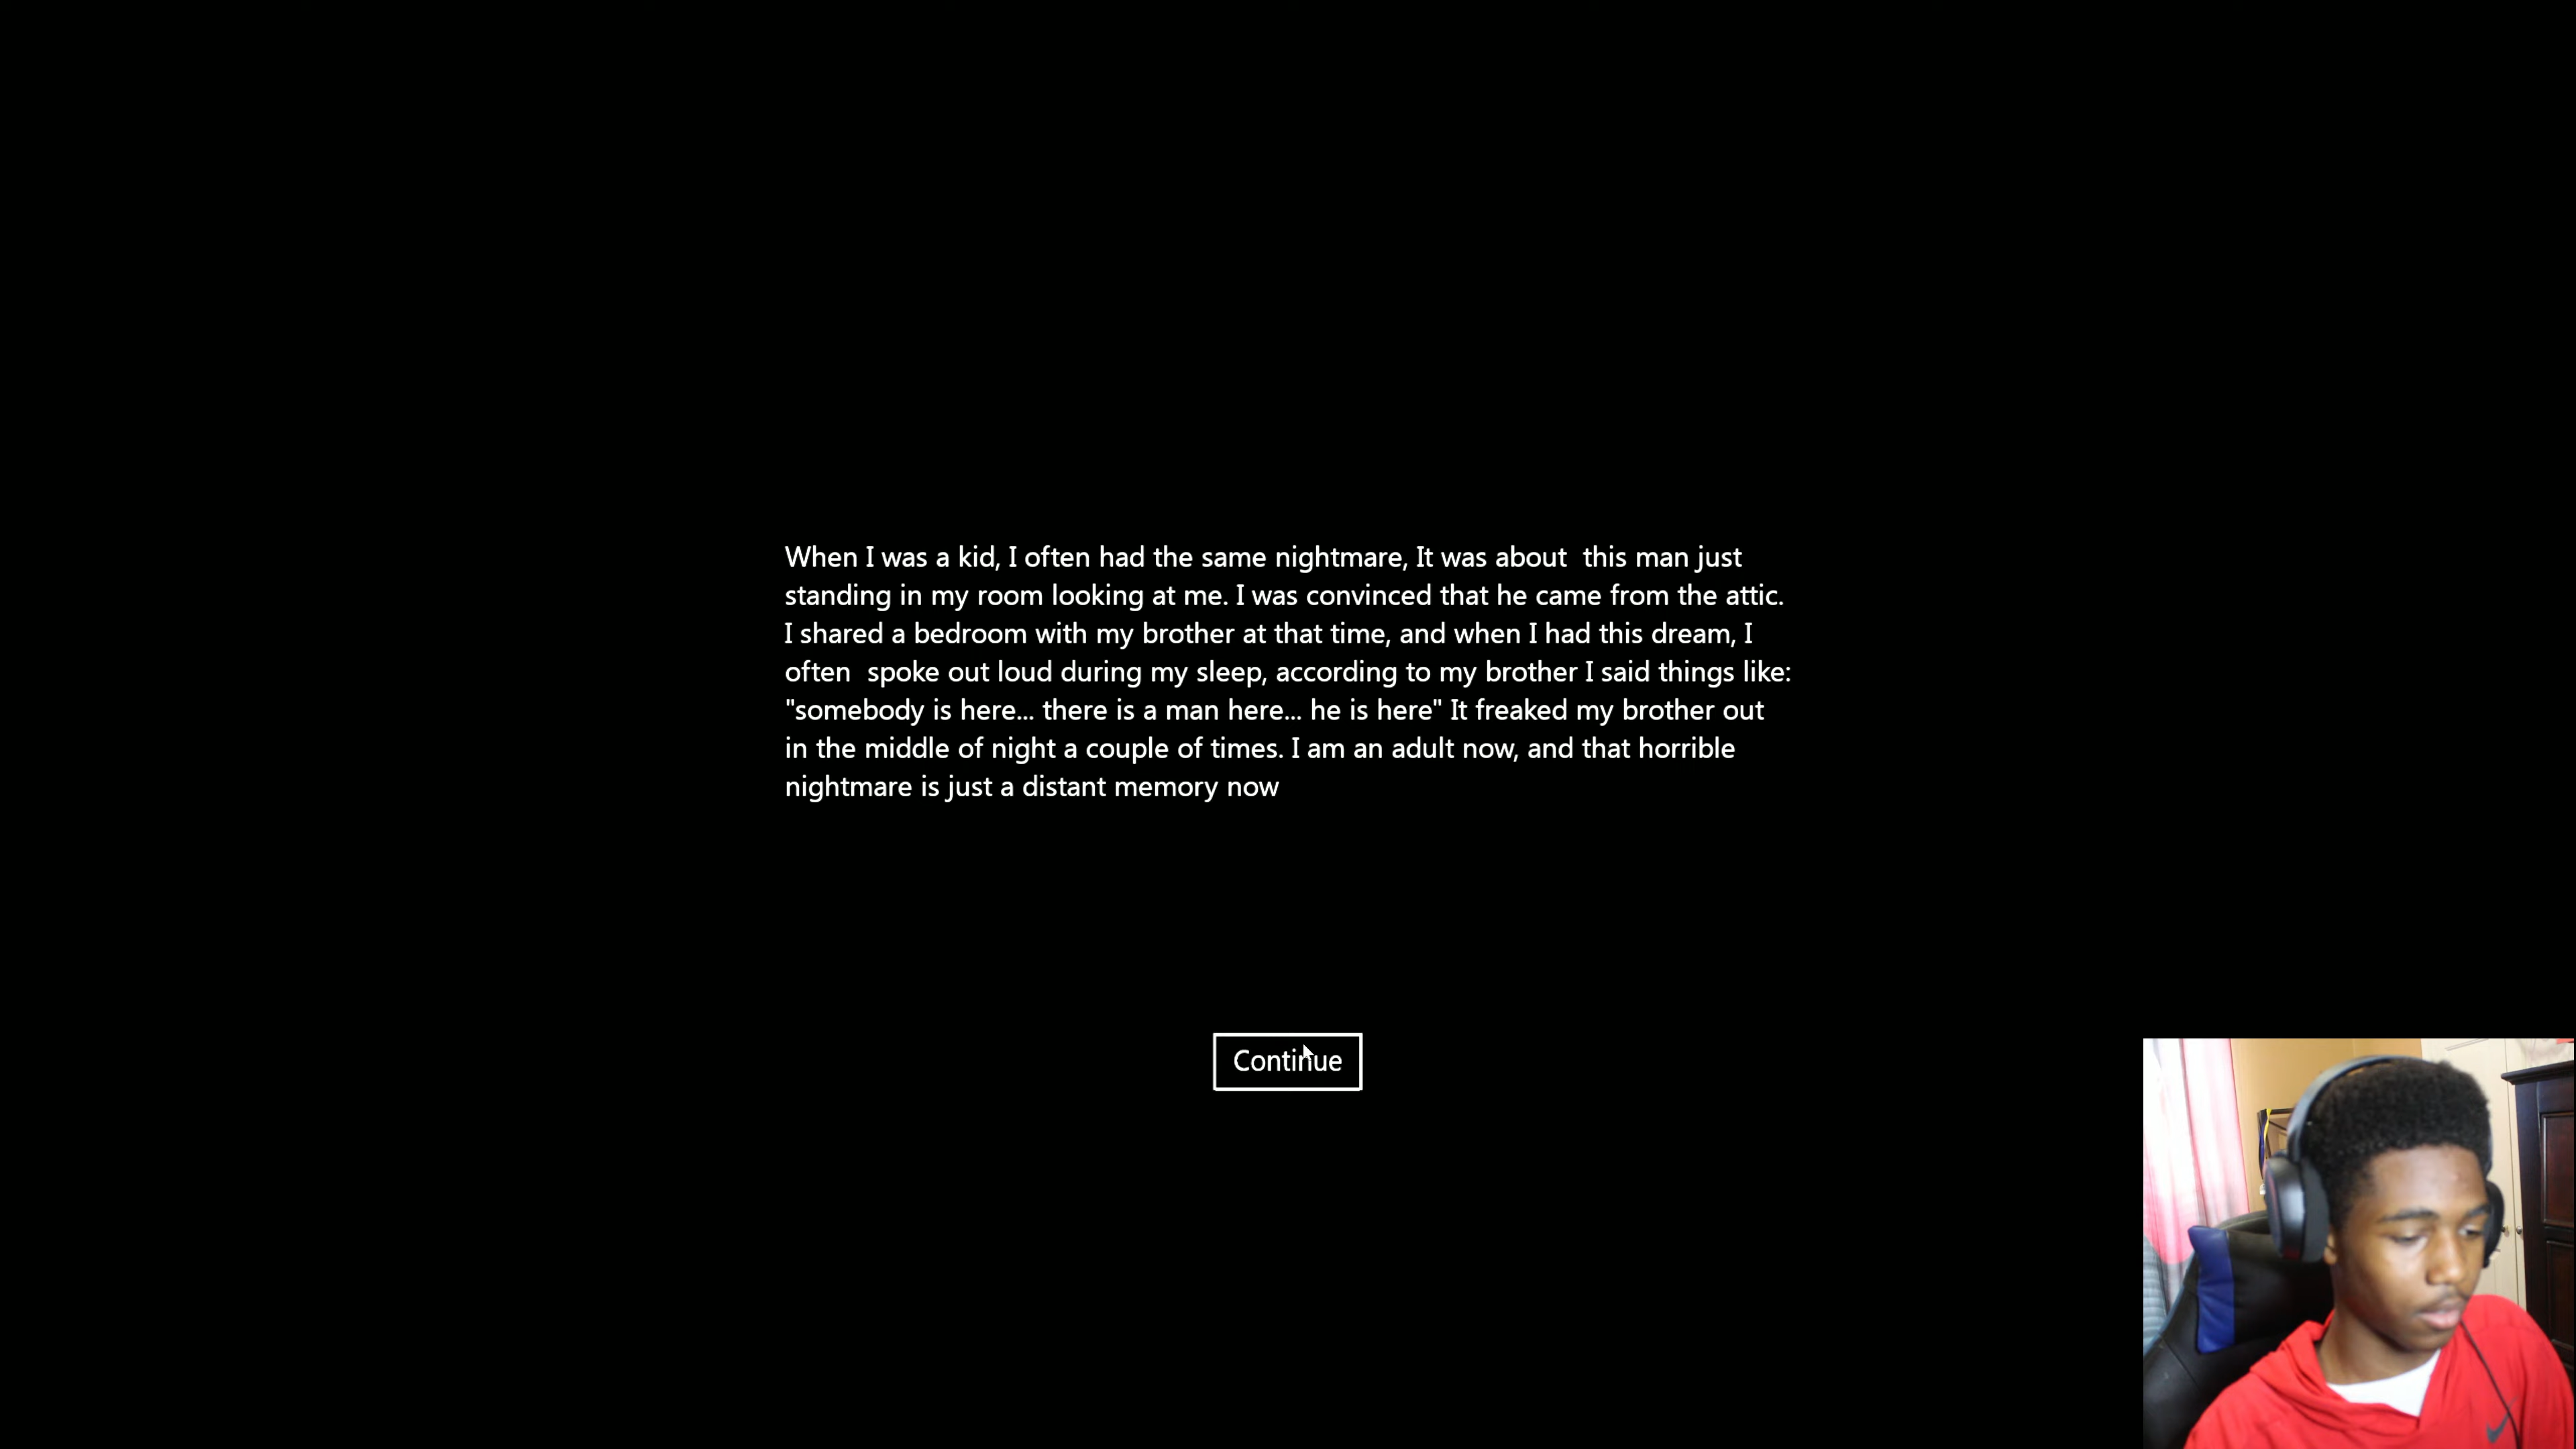 When I was a kid, I often had the same nightmare, It was about  this man just
standing in my room looking at me. I was convinced that he came from the attic.
I shared a bedroom with my brother at that time, and when I had this dream, I
often  spoke out loud during my sleep, according to my brother I said things like:
"somebody is here... there is a man here... he is here" It freaked my brother out
in the middle of night a couple of times. I am an adult now, and that horrible
nightmare is just a distant memory now
Continue